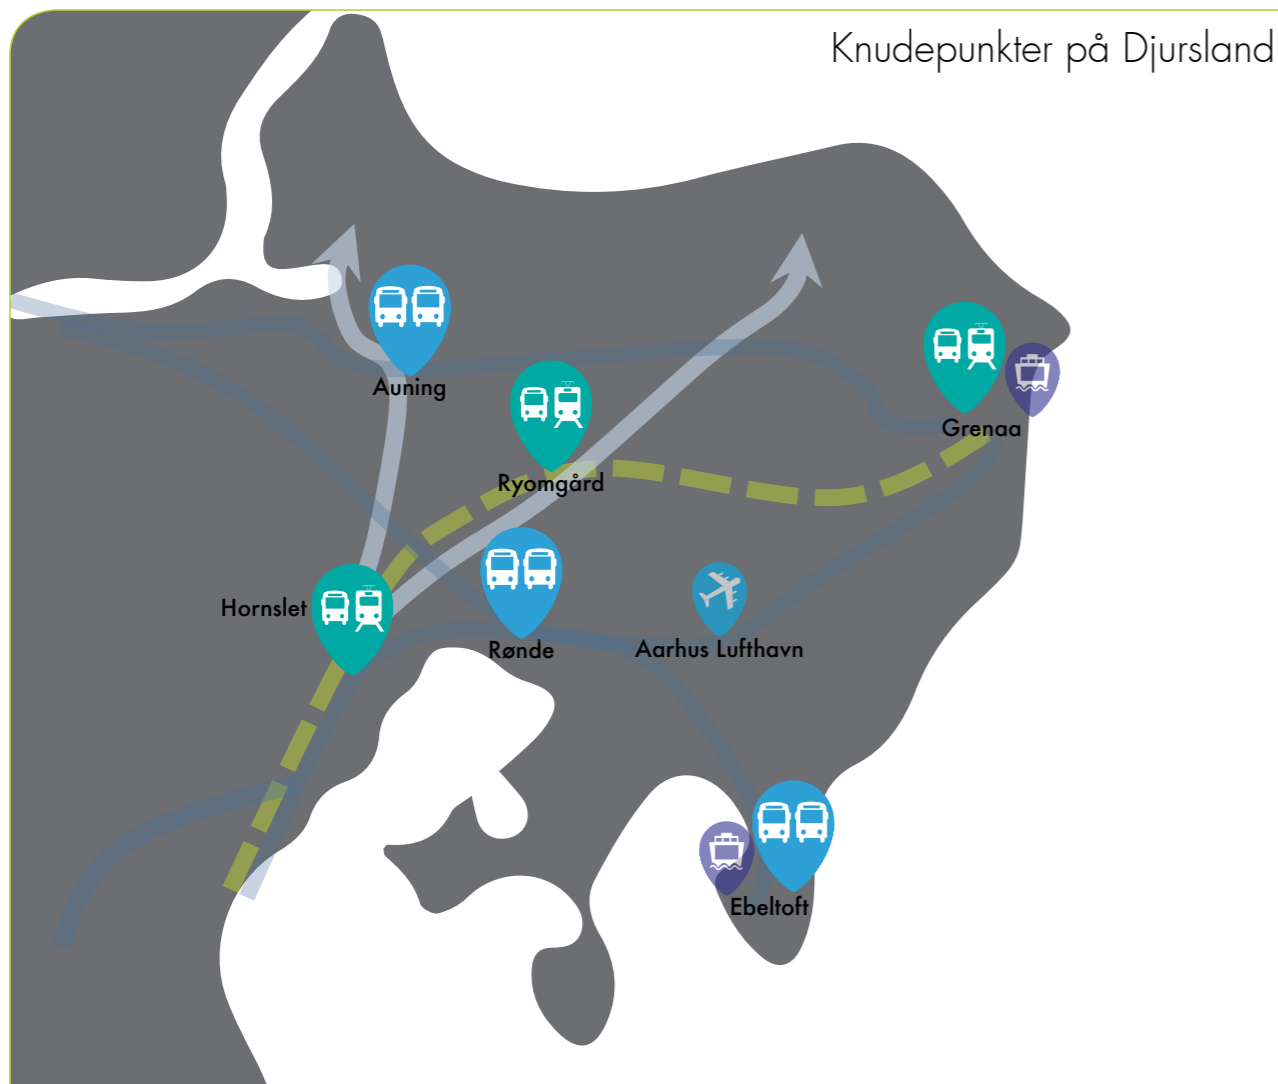 Knudepunkter på Djursland
Auning
Grenaa
Ryomgård
Hornslet
Rønde
Aarhus Lufthavn
Ebeltoft